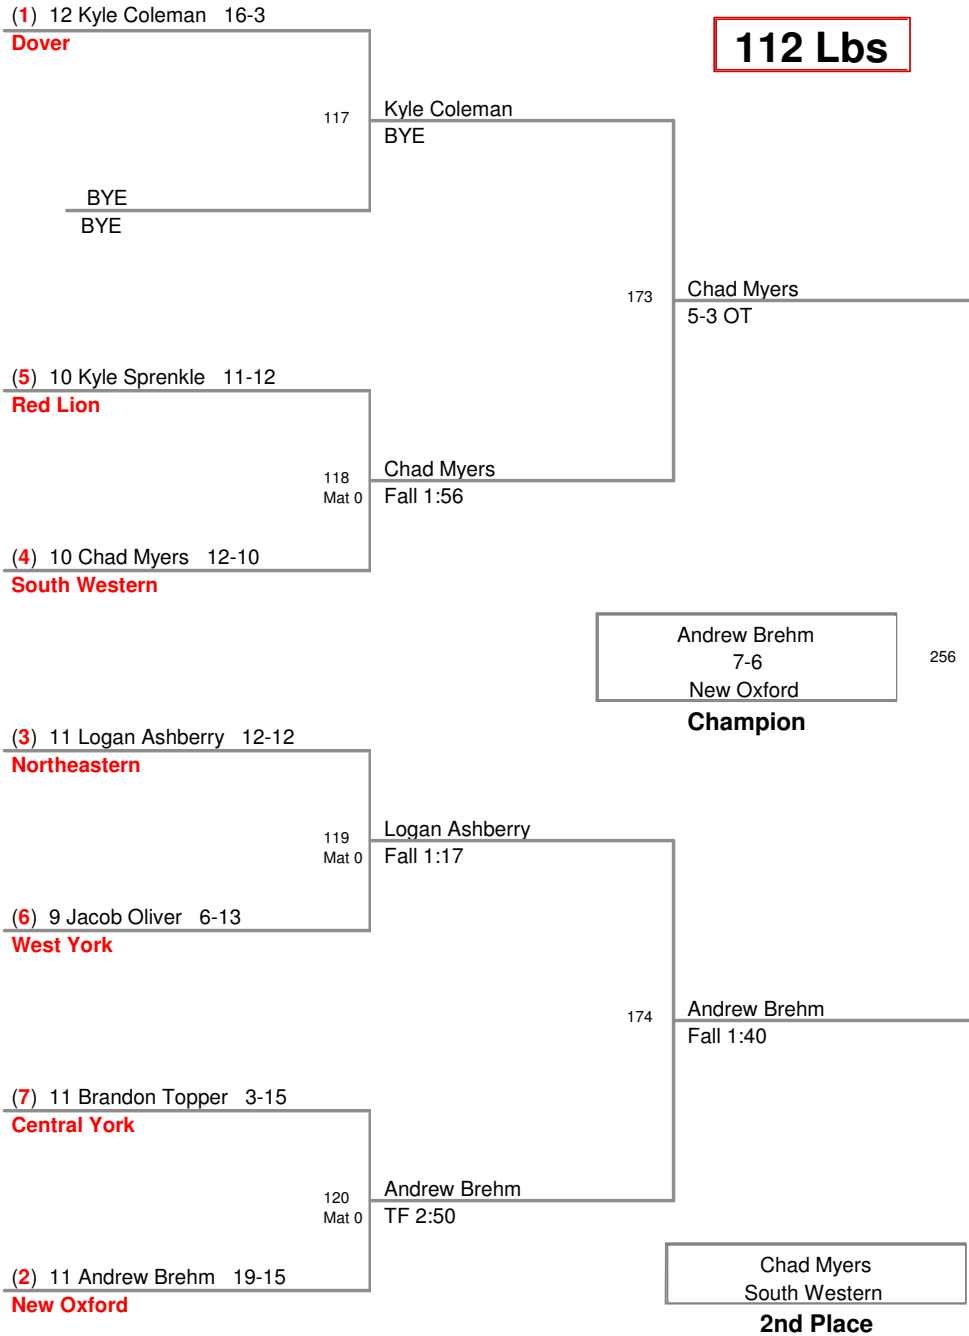 (1) 12 Kyle Coleman 16-3
Dover
112 Lbs
117
Kyle Coleman
BYE
BYE
BYE
173
Chad Myers
5-3 OT
(5) 10 Kyle Sprenkle 11-12
Red Lion
118
Mat 0
Chad Myers
Fall 1:56
(4) 10 Chad Myers 12-10
South Western
Andrew Brehm
7-6
New Oxford
256
Champion
(3) 11 Logan Ashberry 12-12
Northeastern
119
Mat 0
Logan Ashberry
Fall 1:17
(6) 9 Jacob Oliver 6-13
West York
174
Andrew Brehm
Fall 1:40
(7) 11 Brandon Topper 3-15
Central York
120
Mat 0
Andrew Brehm
TF 2:50
(2) 11 Andrew Brehm 19-15
New Oxford
Chad Myers
South Western
2nd Place